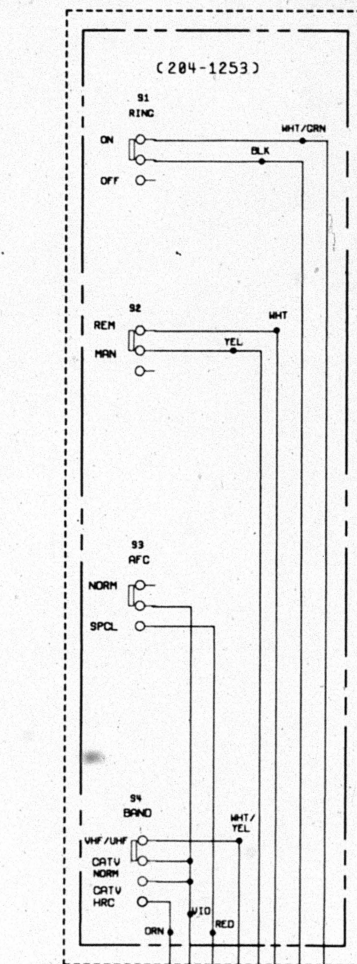 (204-1253)
S1
RING
ON
WHT/GRN
BLK
OFF
S2
REM
WHT
YEL
MAN
S3
AFC
NORM
SPCL
S4
BAND
WHT/
YEL
VHF/UHF
CATV
NORM
CATV
HRC
VIO
RED
ORN